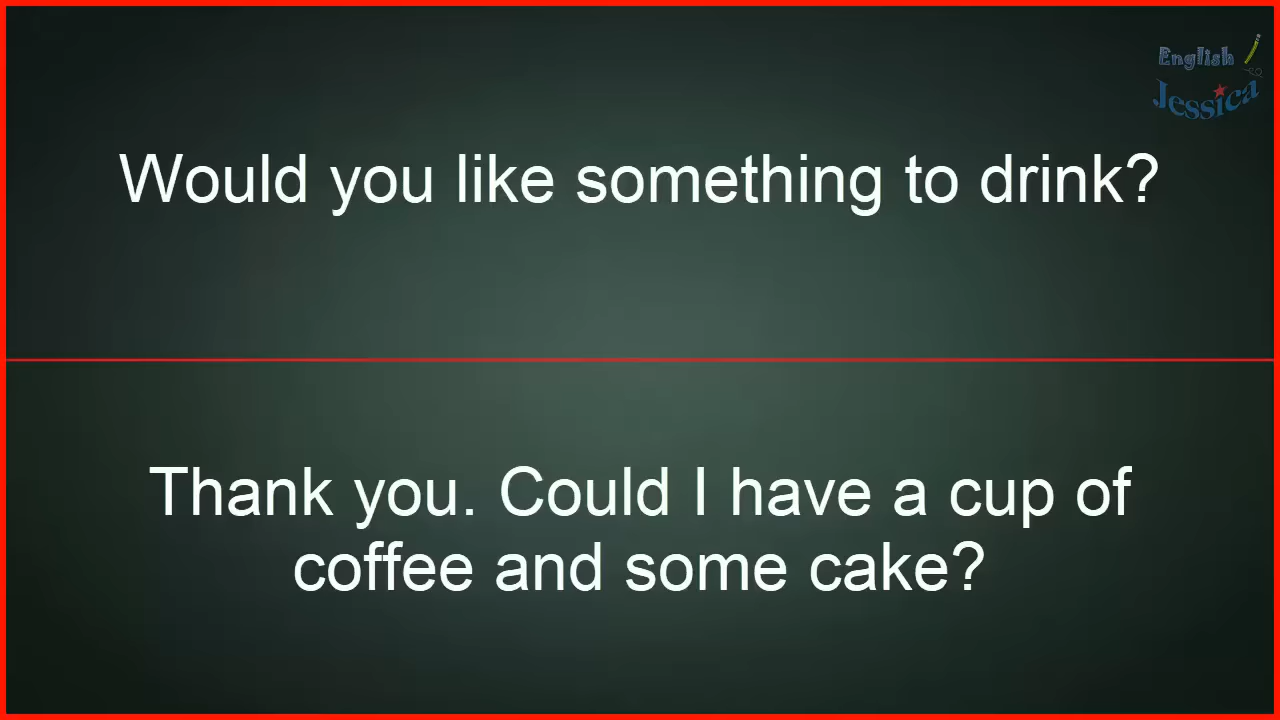 English
Jessica
Would you like something to drink?
Thank you. Could I have a cup of
coffee and some cake?